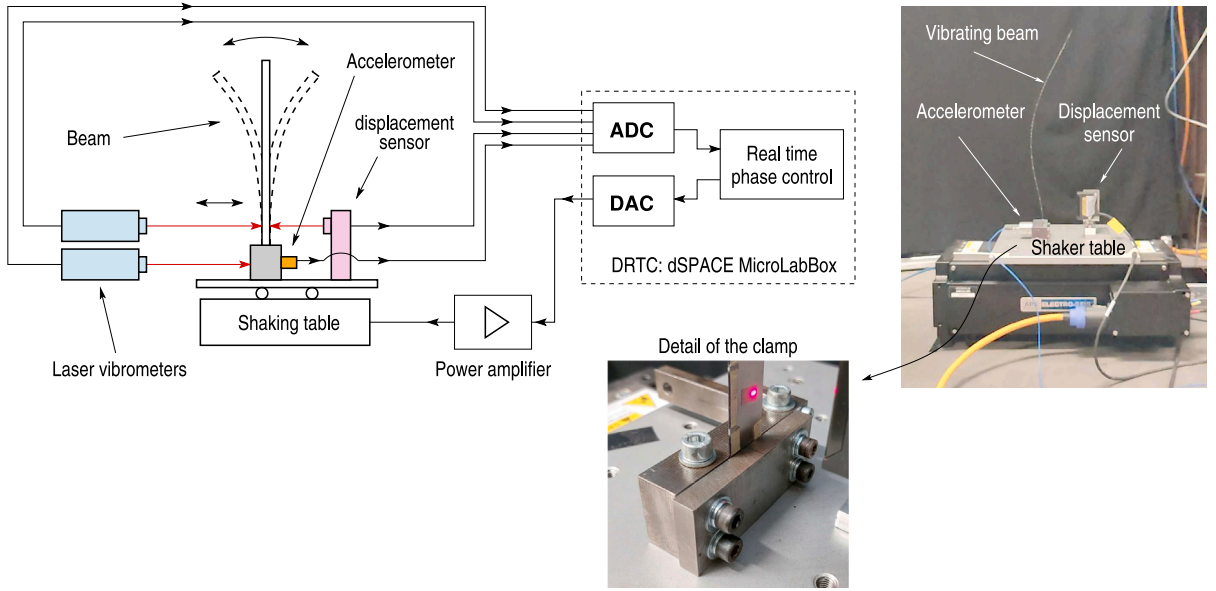 Accelerometer
Beam
displacement
sensor
ADC
DAC
Real time
phase control
DRTC: dSPACE MicroLabBox
Shaking table
Laser vibrometers
Power amplifier
Detail of the clamp
Vibrating beam
Accelerometer
Displacement
sensor
Shaker table